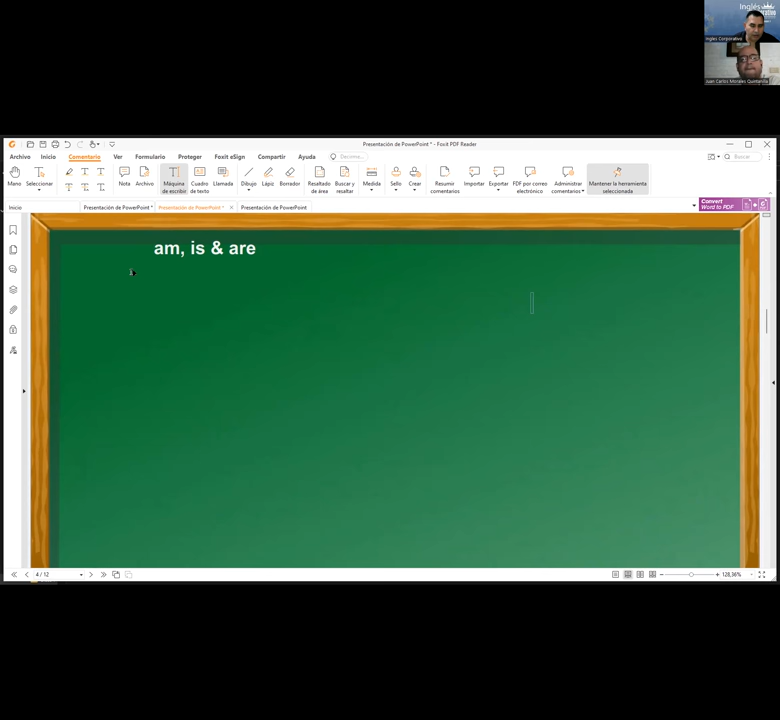 Inglés
Corporativo
Inglés Corporativo
Juan Carlos Morales Quintanilla
Presentación de PowerPoint * - Foxit PDF Reader
Archivo Inicio Comentario Ver Formulario Proteger Foxit eSign Compartir Ayuda Buscar
Mano Seleccionar Nota Archivo Máquina de escribir Cuadro de texto Llamada Dibujo Lápiz Borrador Resaltado de área Buscar y resaltar Medida Sello Crear Resumir comentarios Importar Exportar PDF por correo electrónico Administrar comentarios Mantener la herramienta seleccionada
Inicio Presentación de PowerPoint * Presentación de PowerPoint * Presentación de PowerPoint
Convert
Word to PDF
am, is & are
4 / 12
128,36%